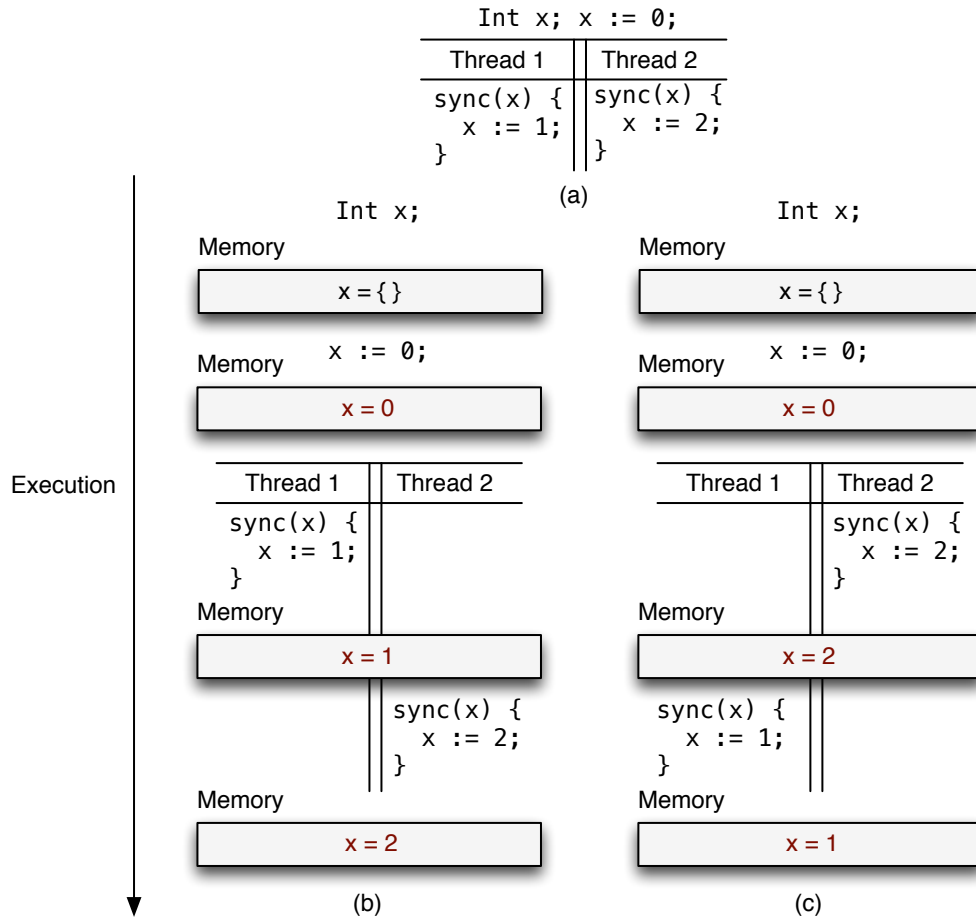 Int x; x := 0;
Thread 1 Thread 2
sync(x) { sync(x) {
x := 1; x := 2;
} }
(a)
Execution
Int x;
Memory
x = { }
x := 0;
Memory
x = 0
Thread 1 Thread 2
sync(x) {
x := 1;
}
Memory
x = 1
sync(x) {
x := 2;
}
Memory
x = 2
(b)
Int x;
Memory
x = { }
x := 0;
Memory
x = 0
Thread 1 Thread 2
sync(x) {
x := 2;
}
Memory
x = 2
sync(x) {
x := 1;
}
Memory
x = 1
(c)